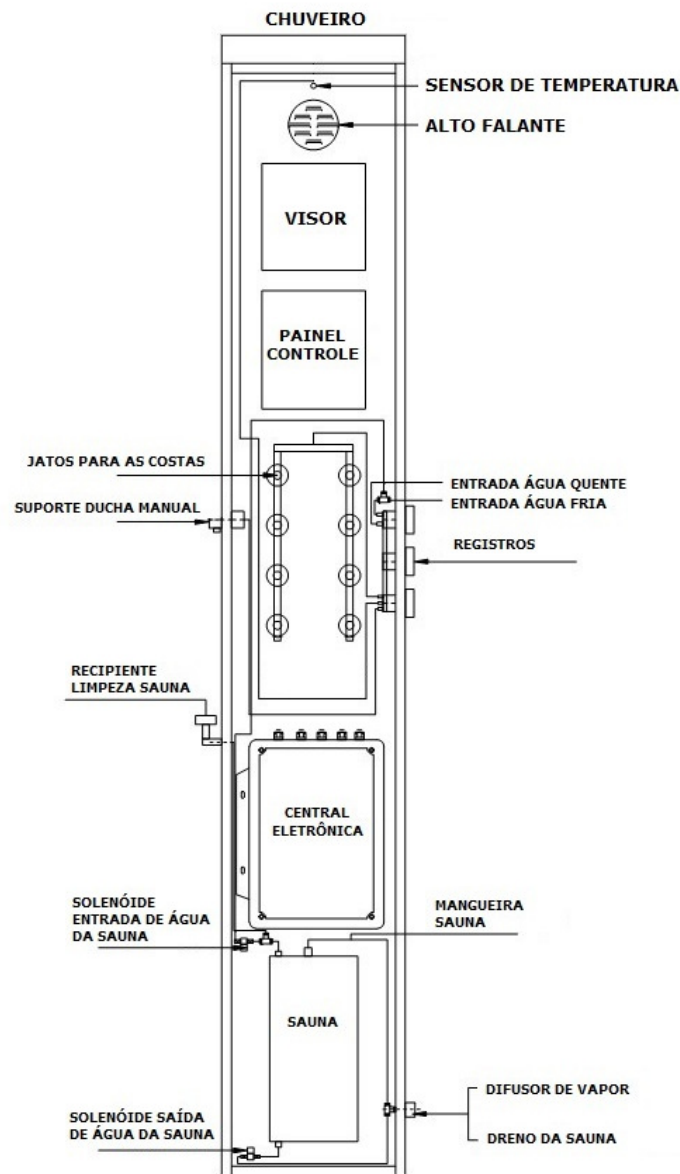 CHUVEIRO
SENSOR DE TEMPERATURA
ALTO FALANTE
VISOR
PAINEL
CONTROLE
JATOS PARA AS COSTAS
SUPORTE DUCHA MANUAL
ENTRADA ÁGUA QUENTE
ENTRADA ÁGUA FRIA
REGISTROS
RECIPIENTE
LIMPEZA SAUNA
CENTRAL
ELETRÔNICA
SOLENÓIDE
ENTRADA DE ÁGUA
DA SAUNA
MANGUEIRA
SAUNA
SAUNA
SOLENÓIDE SAÍDA
DE ÁGUA DA SAUNA
DIFUSOR DE VAPOR
DRENO DA SAUNA